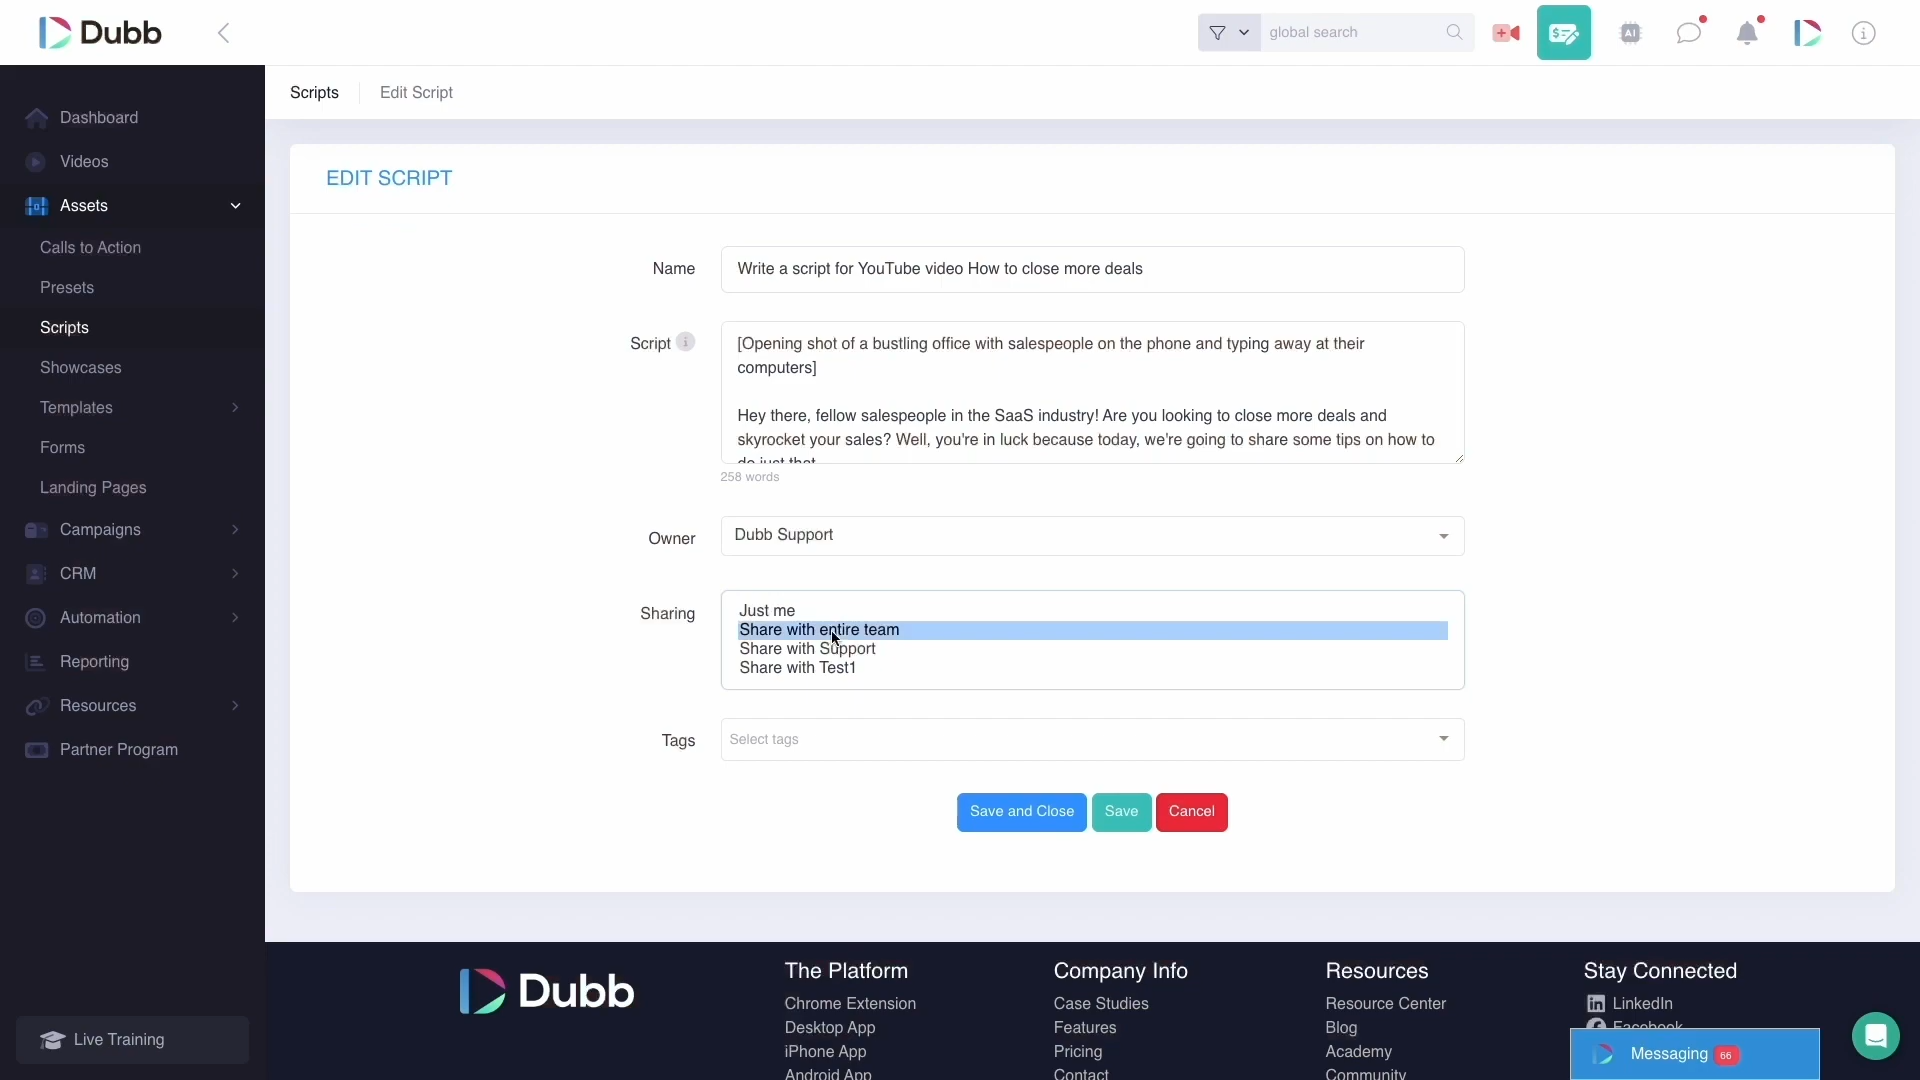 Dubb
global search
AI
Scripts
Edit Script
Dashboard
Videos
Assets
Calls to Action
Presets
Scripts
Showcases
Templates
Forms
Landing Pages
Campaigns
CRM
Automation
Reporting
Resources
Partner Program
Live Training
EDIT SCRIPT
Name
Write a script for YouTube video How to close more deals
Script
[Opening shot of a bustling office with salespeople on the phone and typing away at their
computers]
Hey there, fellow salespeople in the SaaS industry! Are you looking to close more deals and
skyrocket your sales? Well, you're in luck because today, we're going to share some tips on how to
do just that.
258 words
Owner
Dubb Support
Sharing
Just me
Share with entire team
Share with Support
Share with Test1
Tags
Select tags
Save and Close
Save
Cancel
Dubb
The Platform
Chrome Extension
Desktop App
iPhone App
Android App
Company Info
Case Studies
Features
Pricing
Contact
Resources
Resource Center
Blog
Academy
Community
Stay Connected
LinkedIn
Facebook
Messaging 66